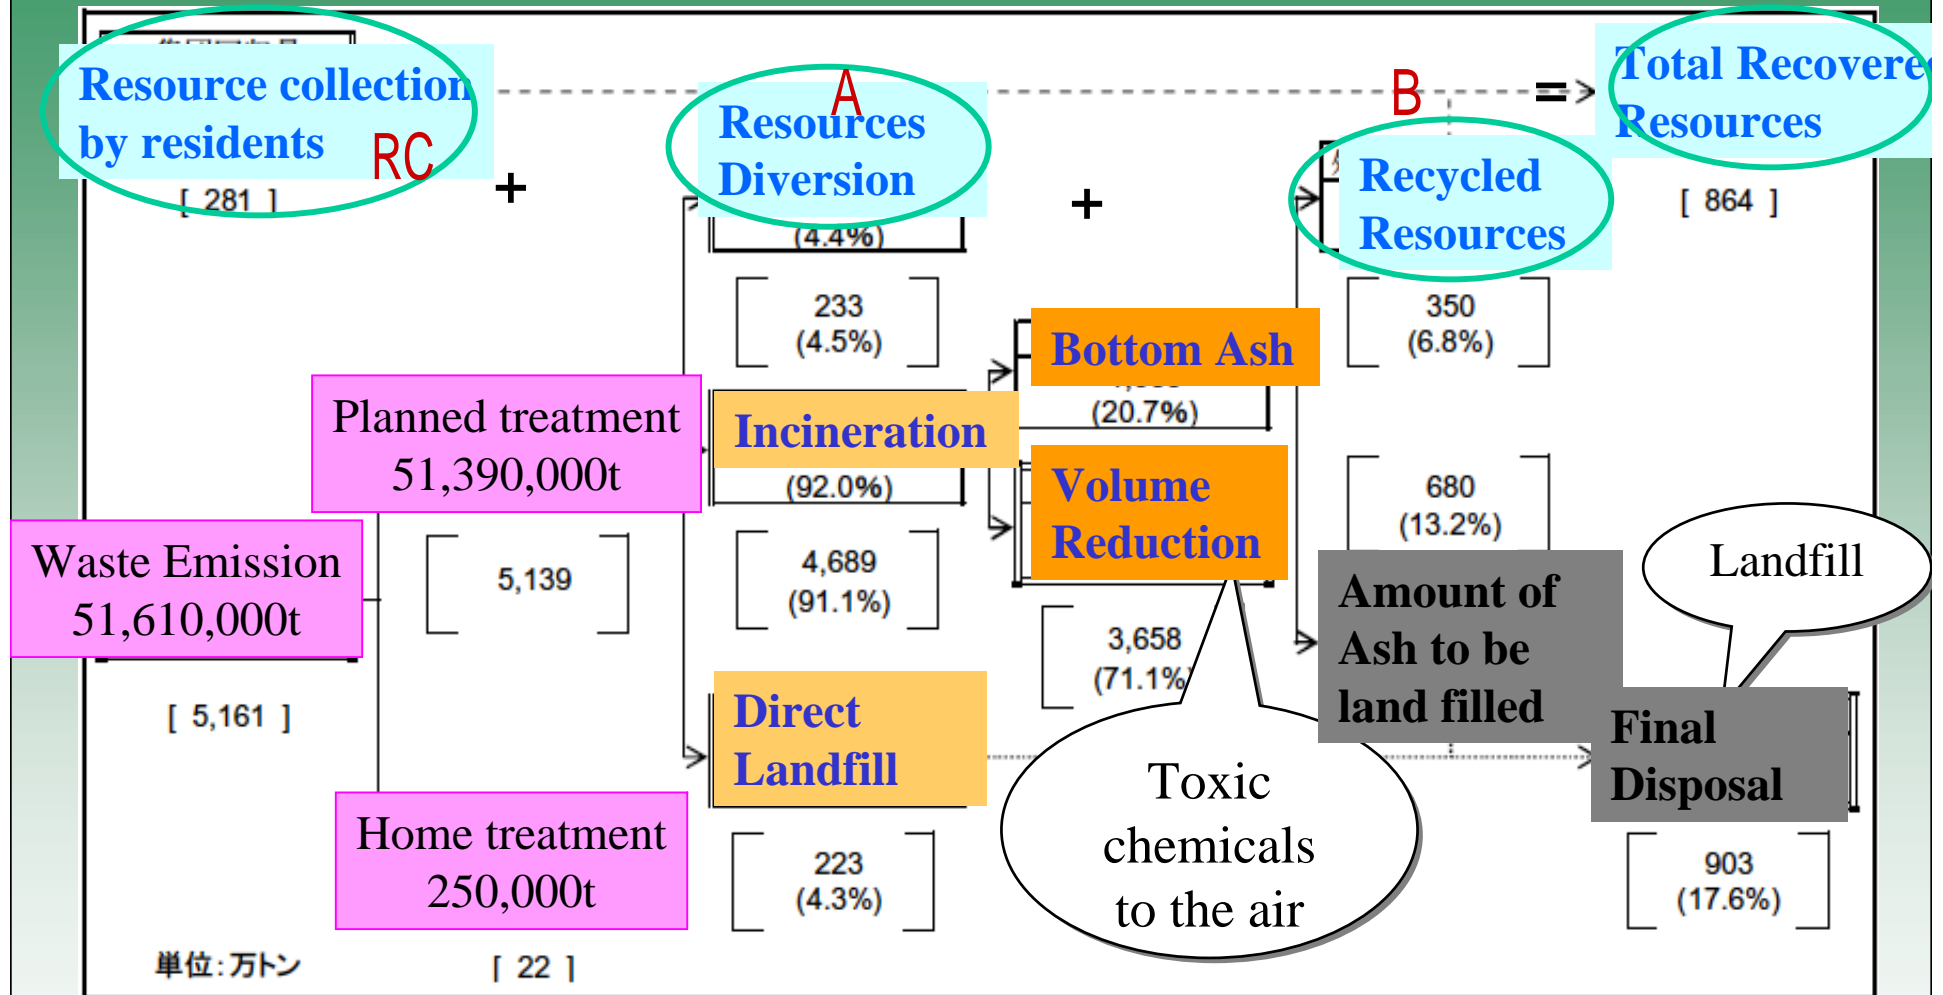 Resource collection
by residents
RC
[ 281 ]
+
A
Resources
Diversion
(4.4%)
233
(4.5%)
+
B
Recycled
Resources
350
(6.8%)
=
Total Recovere
Resources
[ 864 ]
Bottom Ash
(20.7%)
Planned treatment
51,390,000t
Incineration
(92.0%)
Volume
Reduction
680
(13.2%)
Waste Emission
51,610,000t
5,139
4,689
(91.1%)
3,658
(71.1%
Amount of
Ash to be
land filled
Landfill
[ 5,161 ]
Direct
Landfill
Final
Disposal
Toxic
chemicals
to the air
Home treatment
250,000t
223
(4.3%)
903
(17.6%)
単位:万トン
[ 22 ]